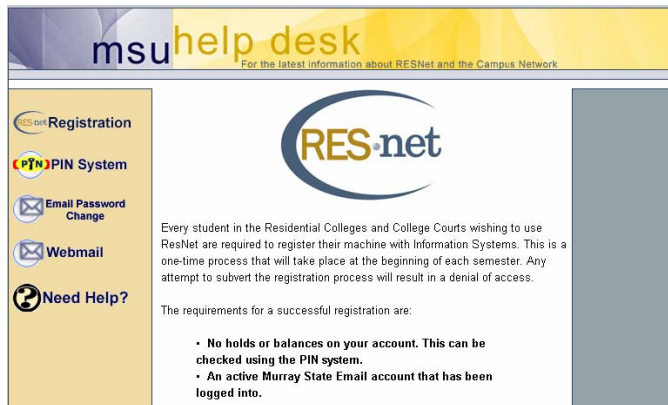 msu help desk
For the latest information about RESNet and the Campus Network
RES net Registration
PIN PIN System
Email Password
Change
Webmail
? Need Help?
RES net
Every student in the Residential Colleges and College Courts wishing to use
ResNet are required to register their machine with Information Systems. This is a
one-time process that will take place at the beginning of each semester. Any
attempt to subvert the registration process will result in a denial of access.
The requirements for a successful registration are:
• No holds or balances on your account. This can be
checked using the PIN system.
• An active Murray State Email account that has been
logged into.